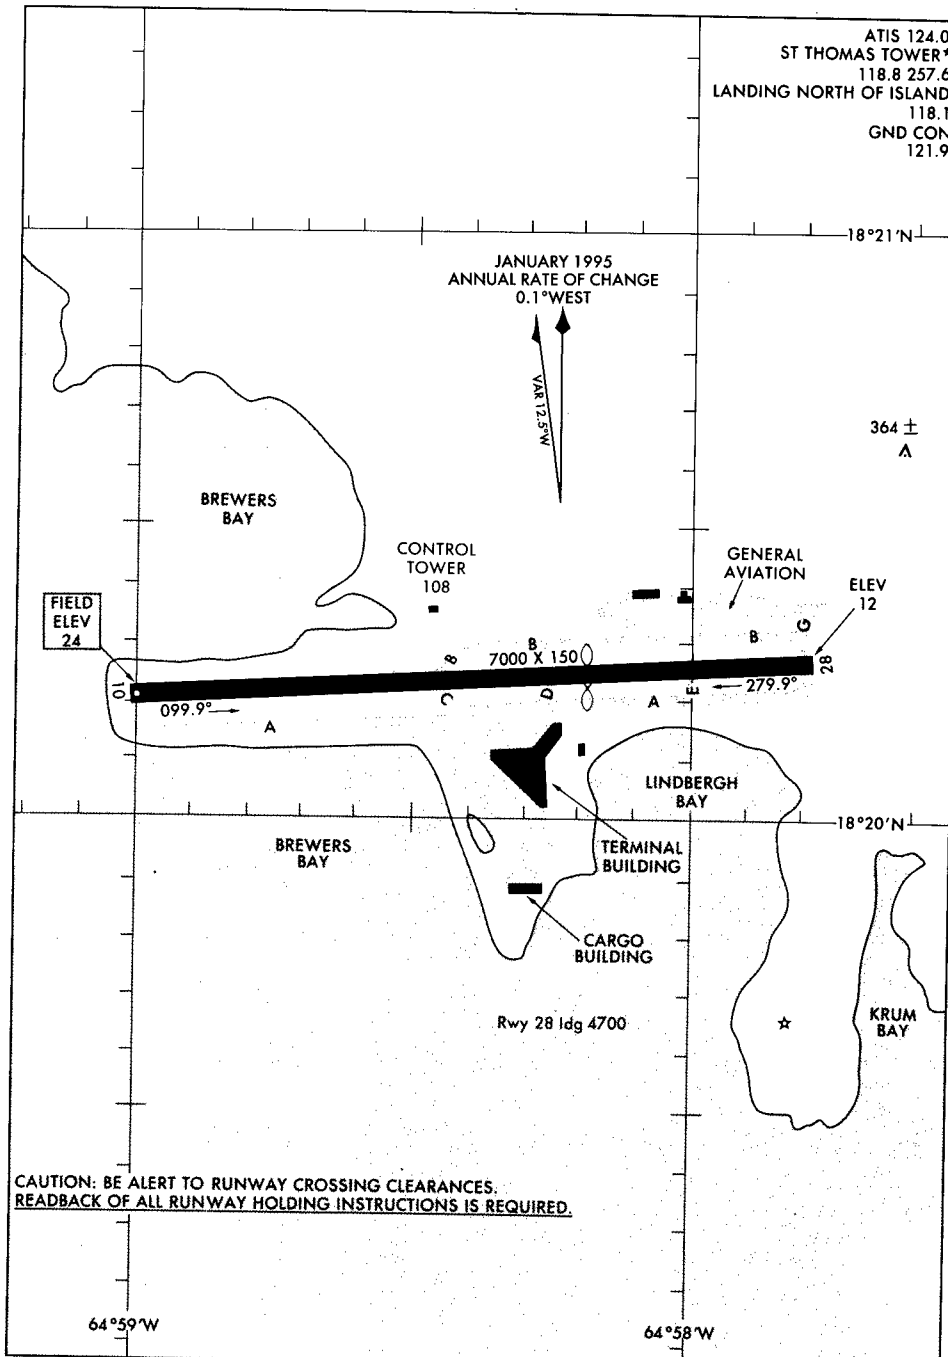 ATIS 124.0
ST THOMAS TOWER*
118.8 257.6
LANDING NORTH OF ISLAND
118.1
GND CON
121.9
18°21'N
JANUARY 1995
ANNUAL RATE OF CHANGE
0.1°WEST
VAR 12.5°W
364 ±
BREWERS
BAY
CONTROL
TOWER
108
GENERAL
AVIATION
ELEV
12
FIELD
ELEV
24
B
B
B
G
7000 X 150
10
28
C
D
A
E
279.9°
099.9°
A
LINDBERGH
BAY
18°20'N
BREWERS
BAY
TERMINAL
BUILDING
CARGO
BUILDING
Rwy 28 ldg 4700
KRUM
BAY
CAUTION: BE ALERT TO RUNWAY CROSSING CLEARANCES.
READBACK OF ALL RUNWAY HOLDING INSTRUCTIONS IS REQUIRED.
64°59'W
64°58'W